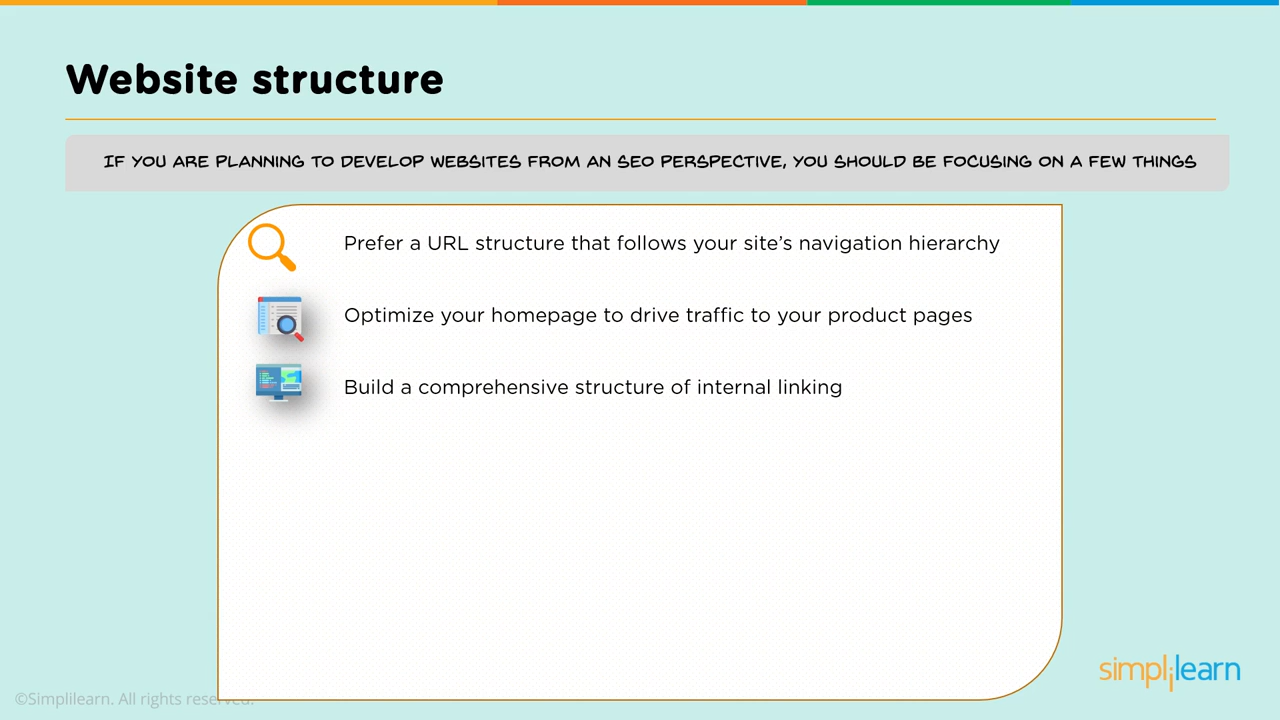 Website structure
IF YOU ARE PLANNING TO DEVELOP WEBSITES FROM AN SEO PERSPECTIVE, YOU SHOULD BE FOCUSING ON A FEW THINGS
Prefer a URL structure that follows your site's navigation hierarchy
Optimize your homepage to drive traffic to your product pages
Build a comprehensive structure of internal linking
simplilearn
©Simplilearn. All rights reserved.